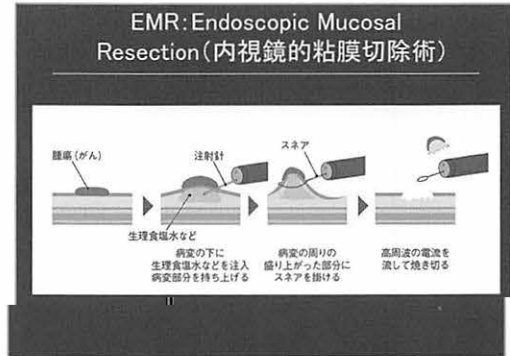 EMR:Endoscopic Mucosal
Resection(内視鏡的粘膜切除術)
腫瘍(がん)
注射針
スネア
生理食塩水など
病変の下に
生理食塩水などを注入
病変部分を持ち上げる
病変の周りの
盛り上がった部分に
スネアを掛ける
高周波の電流を
流して焼き切る